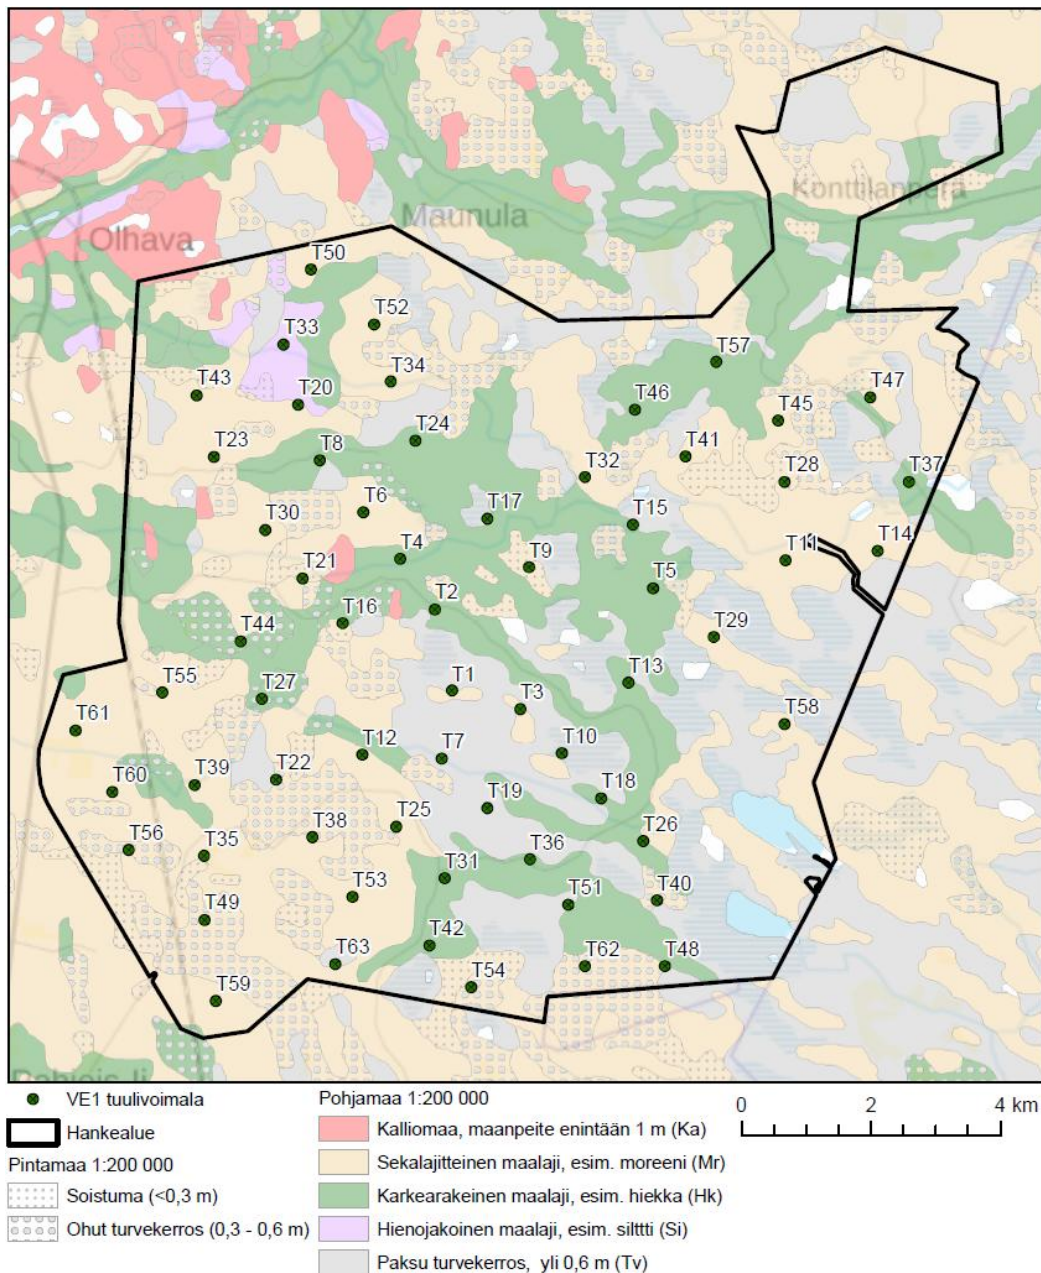 Konttilanperä
Maunula
Olhava
T50
T52
T33
T57
T34
T43
T47
T20
T46
T45
T24
T23
T8
T41
T32
T28
T37
T6
T17
T30
T15
T4
T14
T9
T11
T21
T5
T2
T16
T44
T29
T13
T1
T55
T27
T3
T61
T58
T12
T7
T10
T22
T39
T60
T19
T18
T25
T38
T26
T56
T35
T36
T31
T53
T51
T40
T49
T42
T63
T62
T48
T54
T59
Pohjois-Ii
VE1 tuulivoimala
Hankealue
Pintamaa 1:200 000
Soistuma (<0,3 m)
Ohut turvekerros (0,3 - 0,6 m)
Pohjamaa 1:200 000
Kalliomaa, maanpeite enintään 1 m (Ka)
Sekalajitteinen maalaji, esim. moreeni (Mr)
Karkearakeinen maalaji, esim. hiekka (Hk)
Hienojakoinen maalaji, esim. silttti (Si)
Paksu turvekerros, yli 0,6 m (Tv)
0 2 4 km